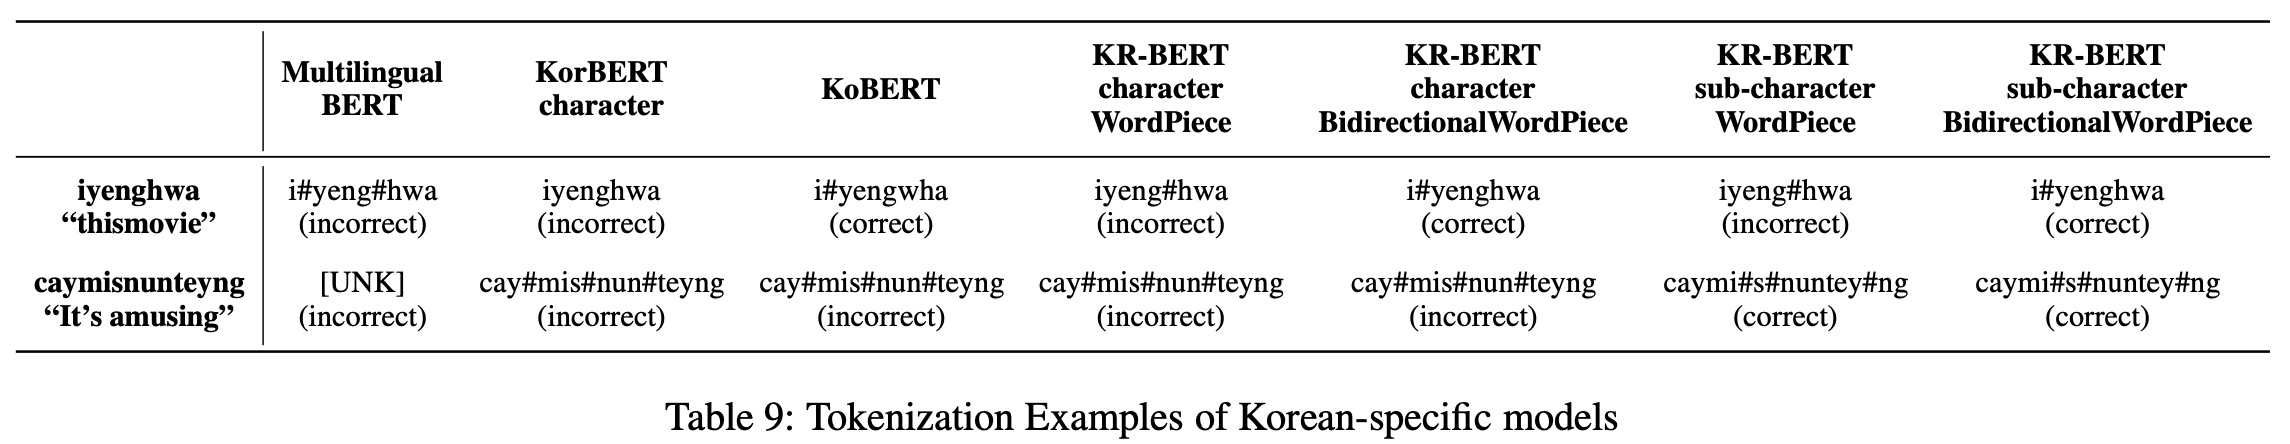 Multilingual BERT | KorBERT character | KoBERT | KR-BERT character WordPiece | KR-BERT character BidirectionalWordPiece | KR-BERT sub-character WordPiece | KR-BERT sub-character BidirectionalWordPiece
iyenghwa | i#yeng#hwa | iyenghwa | i#yengwha | iyeng#hwa | i#yenghwa | iyeng#hwa | i#yenghwa
“thismovie” | (incorrect) | (incorrect) | (correct) | (incorrect) | (correct) | (incorrect) | (correct)
caymisnunteyng | [UNK] | cay#mis#nun#teyng | cay#mis#nun#teyng | cay#mis#nun#teyng | cay#mis#nun#teyng | caymi#s#nuntey#ng | caymi#s#nuntey#ng
“It’s amusing” | (incorrect) | (incorrect) | (incorrect) | (incorrect) | (incorrect) | (correct) | (correct)
Table 9: Tokenization Examples of Korean-specific models